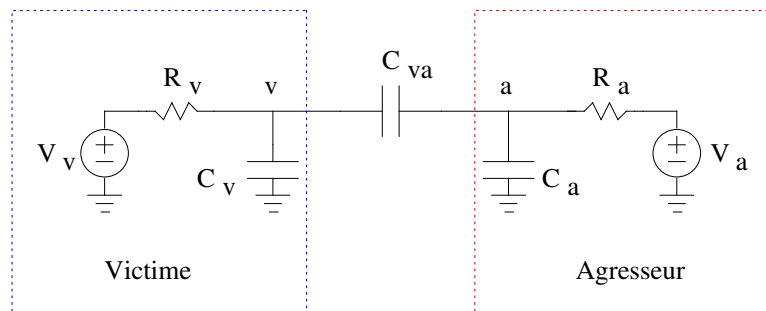 C va
R v
v
a
R a
V v
C v
C a
V a
Victime
Agresseur